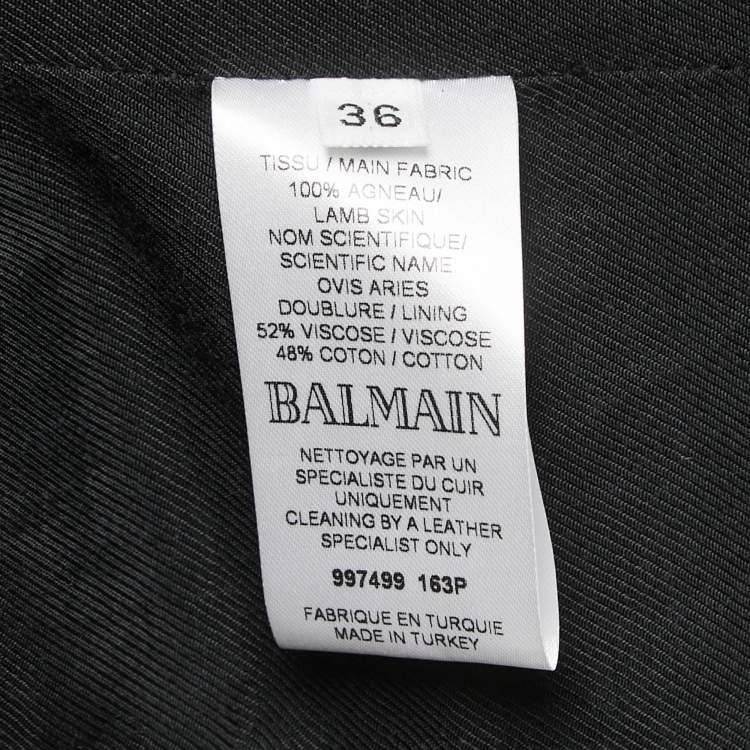 36
TISSU / MAIN FABRIC
100% AGNEAU/
LAMB SKIN
NOM SCIENTIFIQUE/
SCIENTIFIC NAME
OVIS ARIES
DOUBLURE / LINING
52% VISCOSE / VISCOSE
48% COTON / COTTON
BALMAIN
NETTOYAGE PAR UN
SPECIALISTE DU CUIR
UNIQUEMENT
CLEANING BY A LEATHER
SPECIALIST ONLY
997499 163P
FABRIQUE EN TURQUIE
MADE IN TURKEY